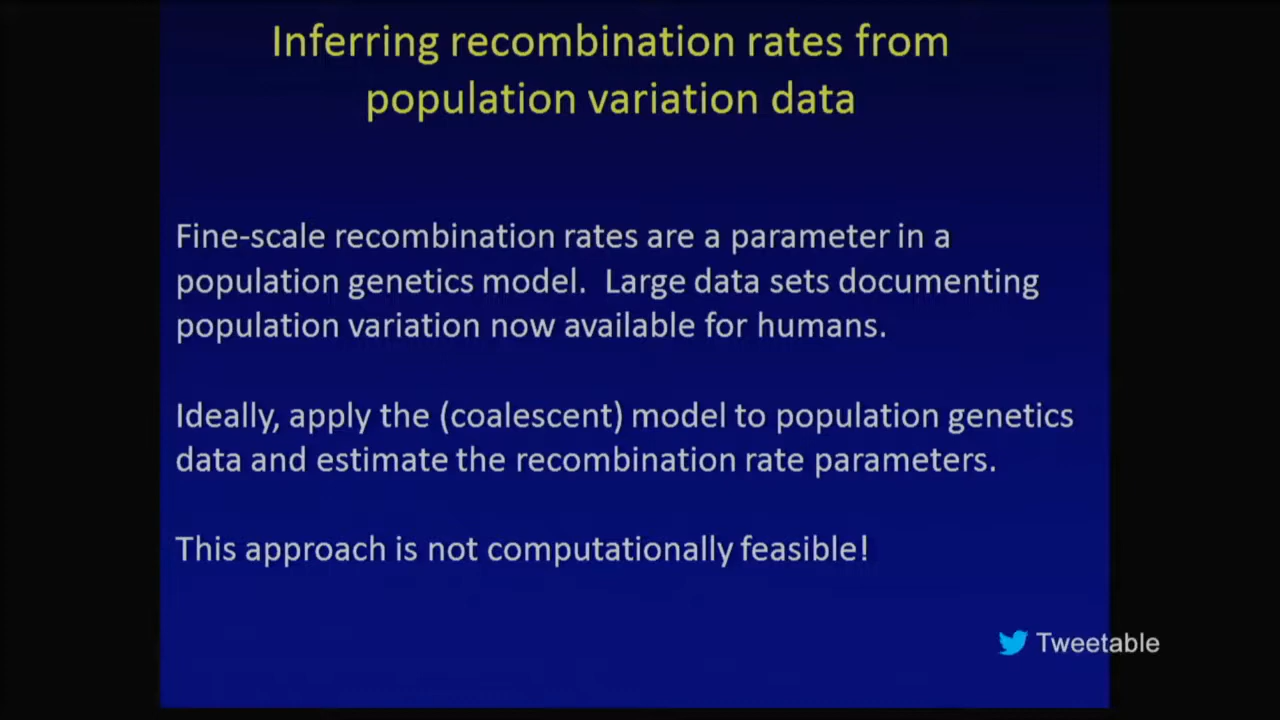 Inferring recombination rates from
population variation data
Fine-scale recombination rates are a parameter in a
population genetics model.  Large data sets documenting
population variation now available for humans.
Ideally, apply the (coalescent) model to population genetics
data and estimate the recombination rate parameters.
This approach is not computationally feasible!
Tweetable